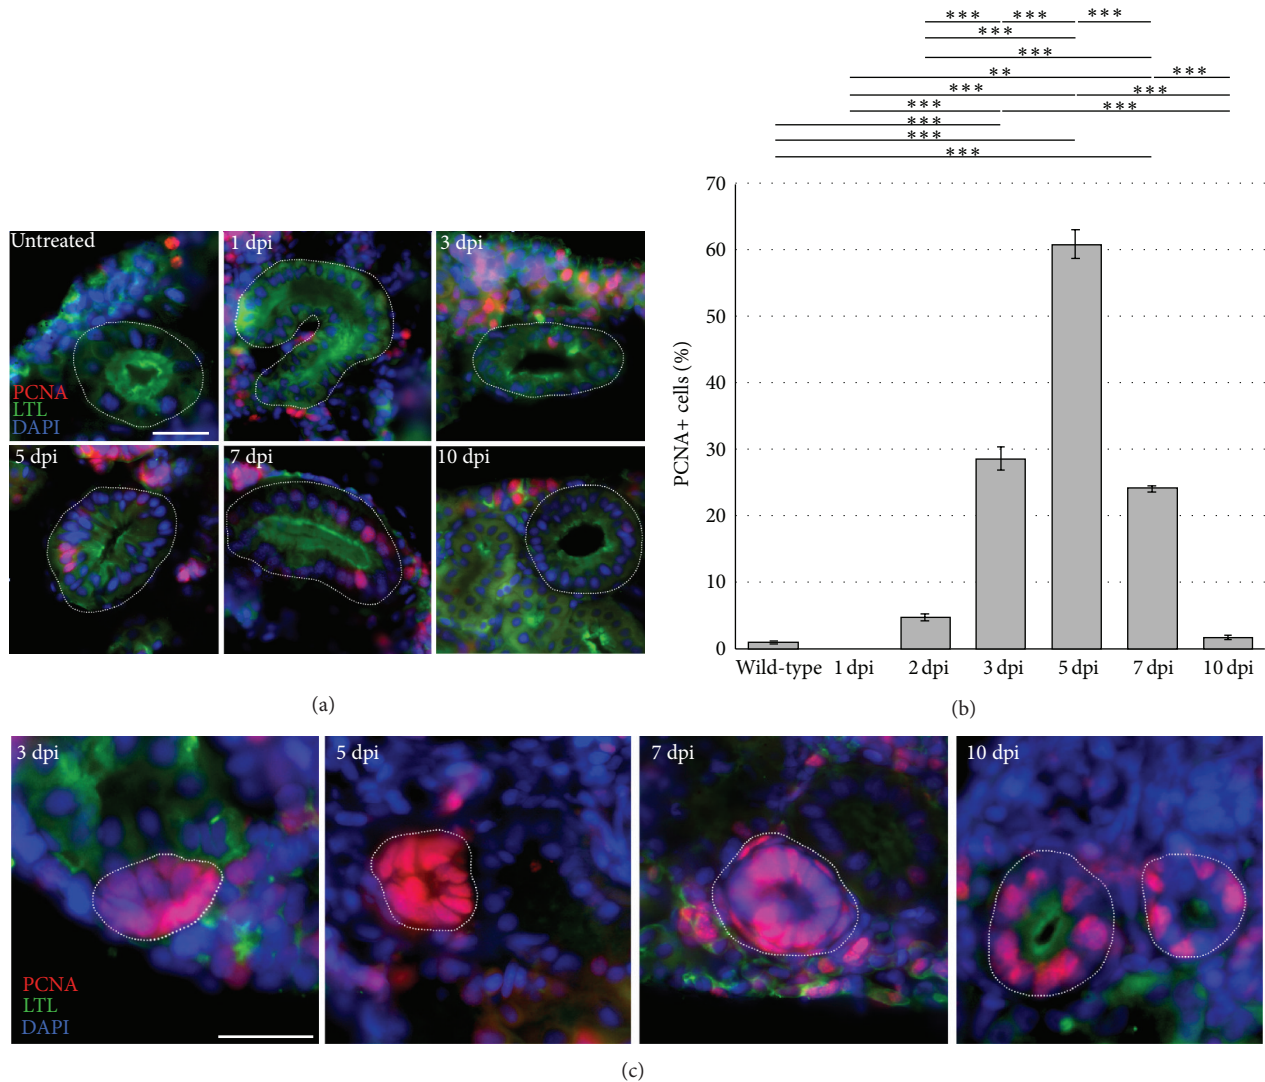 *** *** ***
***
***
** ***
*** ***
*** ***
***
***
***
Untreated
1 dpi
3 dpi
PCNA
LTL
DAPI
5 dpi
7 dpi
10 dpi
(a)
PCNA+ cells (%)
70
60
50
40
30
20
10
0
Wild-type 1 dpi 2 dpi 3 dpi 5 dpi 7 dpi 10 dpi
(b)
3 dpi
5 dpi
7 dpi
10 dpi
PCNA
LTL
DAPI
(c)